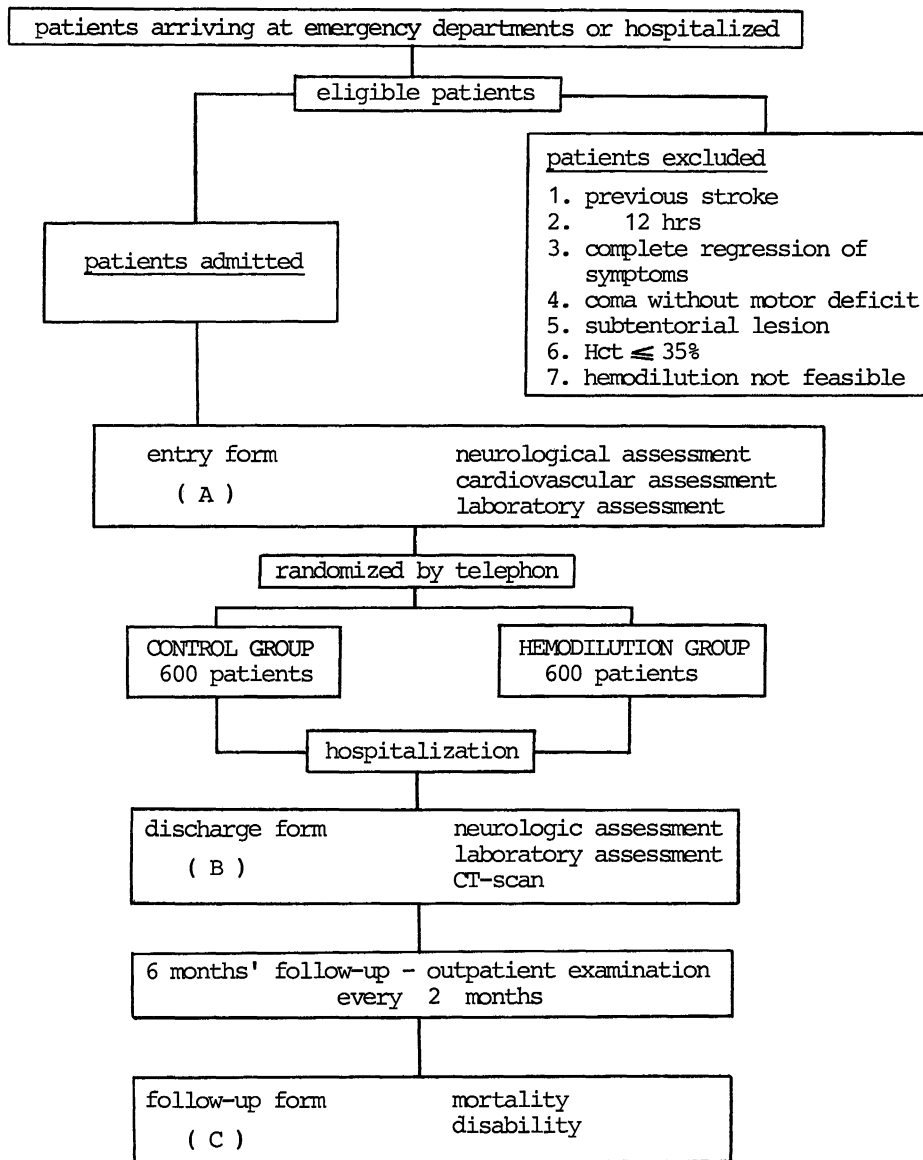 patients arriving at emergency departments or hospitalized
eligible patients
patients excluded
1. previous stroke
2. 12 hrs
3. complete regression of
symptoms
4. coma without motor deficit
5. subtentorial lesion
6. Hct ⩽ 35%
7. hemodilution not feasible
patients admitted
entry form
( A )
neurological assessment
cardiovascular assessment
laboratory assessment
randomized by telephon
CONTROL GROUP
600 patients
HEMODILUTION GROUP
600 patients
hospitalization
discharge form
( B )
neurologic assessment
laboratory assessment
CT-scan
6 months' follow-up - outpatient examination
every 2 months
follow-up form
( C )
mortality
disability